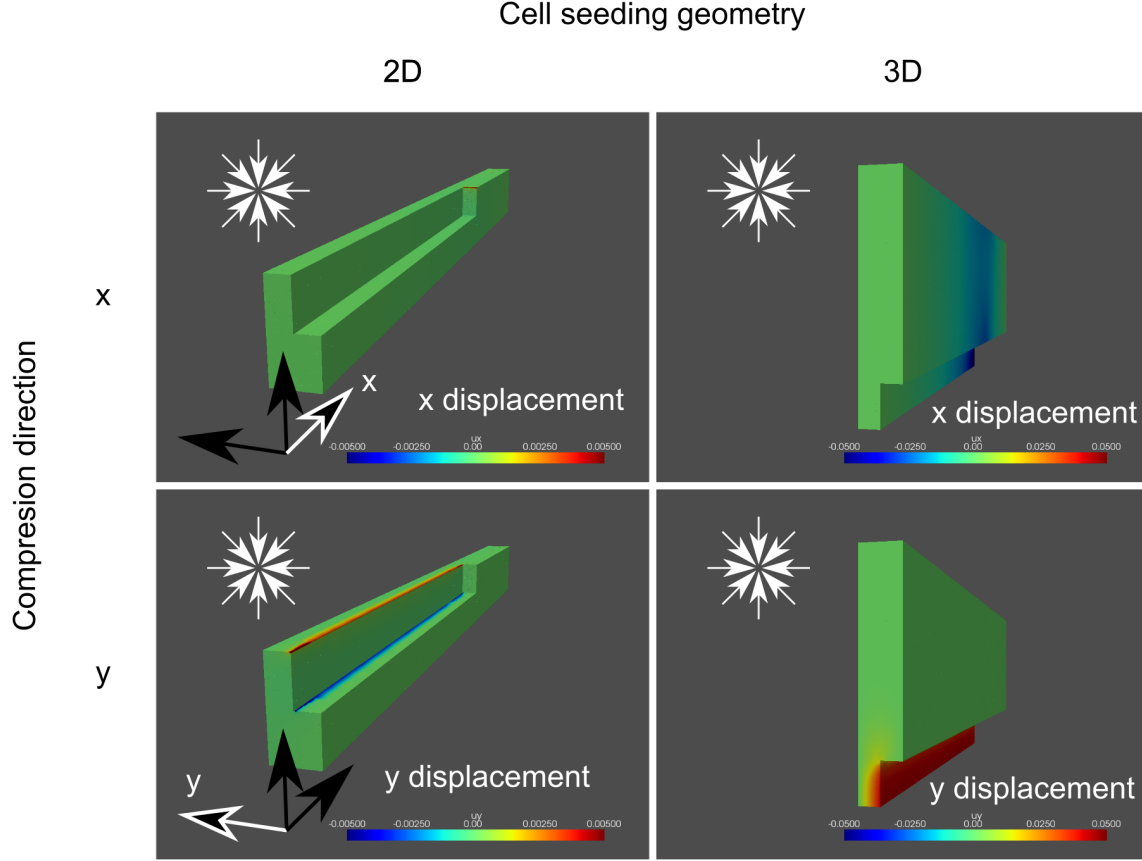 Cell seeding geometry
2D
3D
Compresion direction
x
x
x displacement
ux
-0.00500 -0.00250 0.00 0.00250 0.00500
x displacement
ux
-0.0500 -0.0250 0.00 0.0250 0.0500
y
y
y displacement
uy
-0.00500 -0.00250 0.00 0.00250 0.00500
y displacement
uy
-0.0500 -0.0250 0.00 0.0250 0.0500